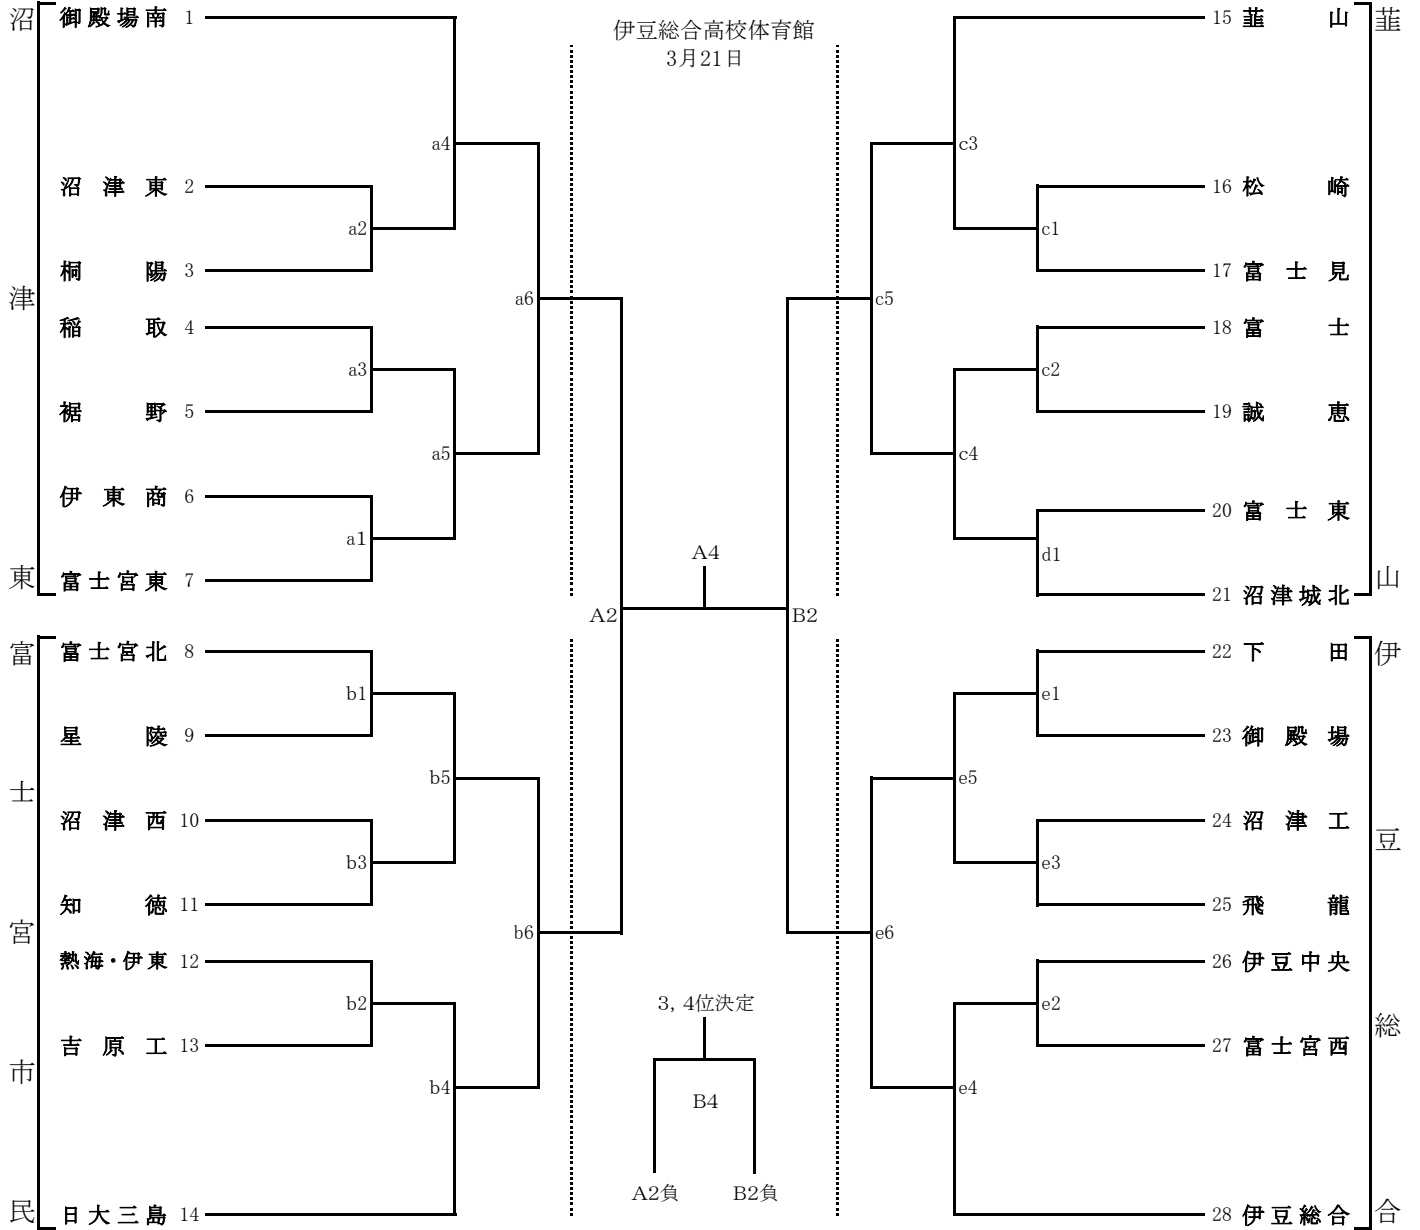 伊豆総合高校体育館
3月21日
沼津東
御殿場南 1
沼津東 2
桐陽 3
稲取 4
裾野 5
伊東商 6
富士宮東 7
a4
a2
a6
a3
a5
a1
富士宮市民
富士宮北 8
星陵 9
沼津西 10
知徳 11
熱海・伊東 12
吉原工 13
日大三島 14
b1
b5
b3
b6
b2
b4
A4
A2
B2
3, 4位決定
B4
A2負
B2負
韮山
15 韮山
16 松崎
17 富士見
18 富士
19 誠恵
20 富士東
21 沼津城北
c3
c1
c5
c2
c4
d1
伊豆総合
22 下田
23 御殿場
24 沼津工
25 飛龍
26 伊豆中央
27 富士宮西
28 伊豆総合
e1
e5
e3
e6
e2
e4